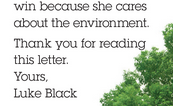 win because she cares
about the environment.
Thank you for reading
this letter.
Yours,
Luke Black